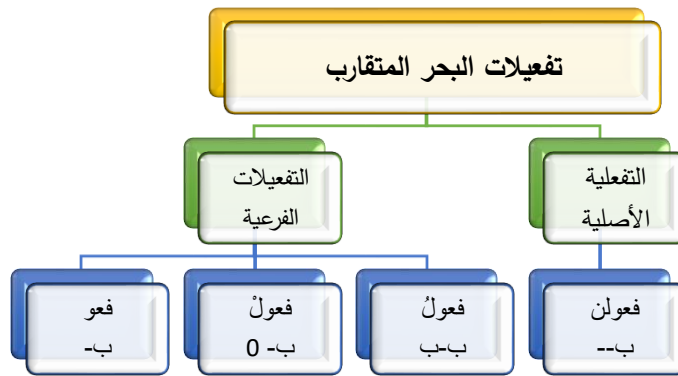 تفعيلات البحر المتقارب
التفعلية
الأصلية
التفعيلات
الفرعية
فعولن
ب--
فعولُ
ب-ب
فعولْ
ب- 0
فعو
ب-